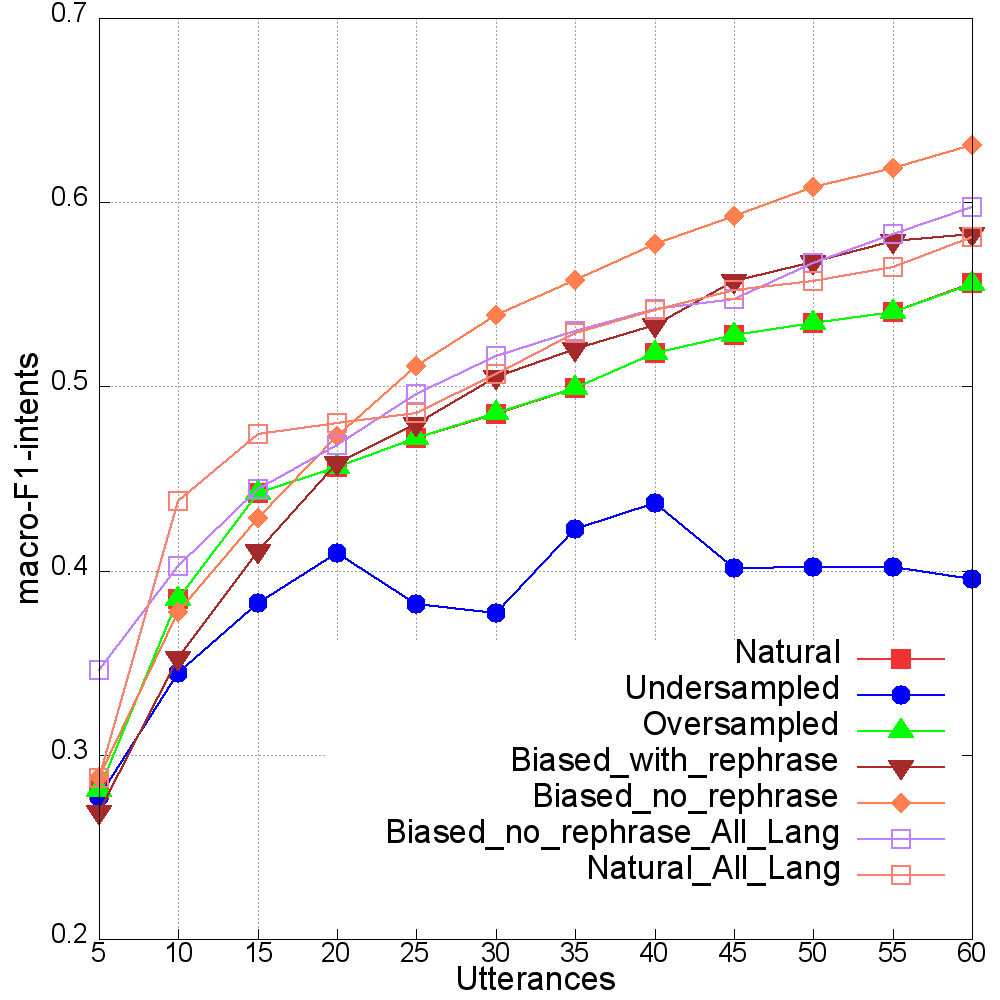 0.7
0.6
0.5
0.4
0.3
0.2
macro-F1-intents
Natural
Undersampled
Oversampled
Biased_with_rephrase
Biased_no_rephrase
Biased_no_rephrase_All_Lang
Natural_All_Lang
5 10 15 20 25 30 35 40 45 50 55 60
Utterances